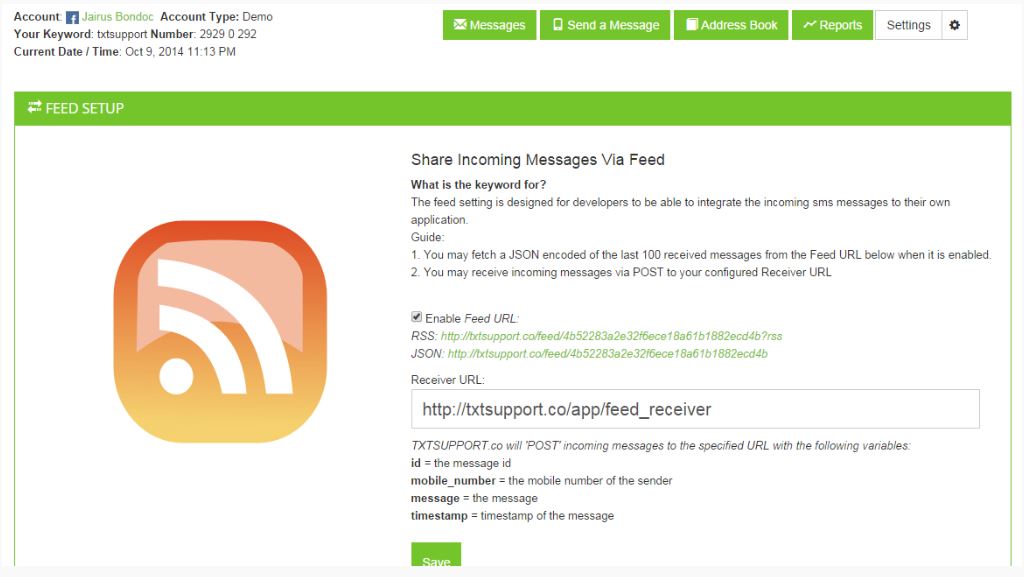 Account: Jairus Bondoc Account Type: Demo
Your Keyword: txtsupport Number: 2929 0 292
Current Date / Time: Oct 9, 2014 11:13 PM
Messages Send a Message Address Book Reports Settings
FEED SETUP
Share Incoming Messages Via Feed
What is the keyword for?
The feed setting is designed for developers to be able to integrate the incoming sms messages to their own
application.
Guide:
1. You may fetch a JSON encoded of the last 100 received messages from the Feed URL below when it is enabled.
2. You may receive incoming messages via POST to your configured Receiver URL
Enable Feed URL:
RSS: http://txtsupport.co/feed/4b52283a2e32f6ece18a61b1882ecd4b?rss
JSON: http://txtsupport.co/feed/4b52283a2e32f6ece18a61b1882ecd4b
Receiver URL:
http://txtsupport.co/app/feed_receiver
TXTSUPPORT.co will 'POST' incoming messages to the specified URL with the following variables:
id = the message id
mobile_number = the mobile number of the sender
message = the message
timestamp = timestamp of the message
Save